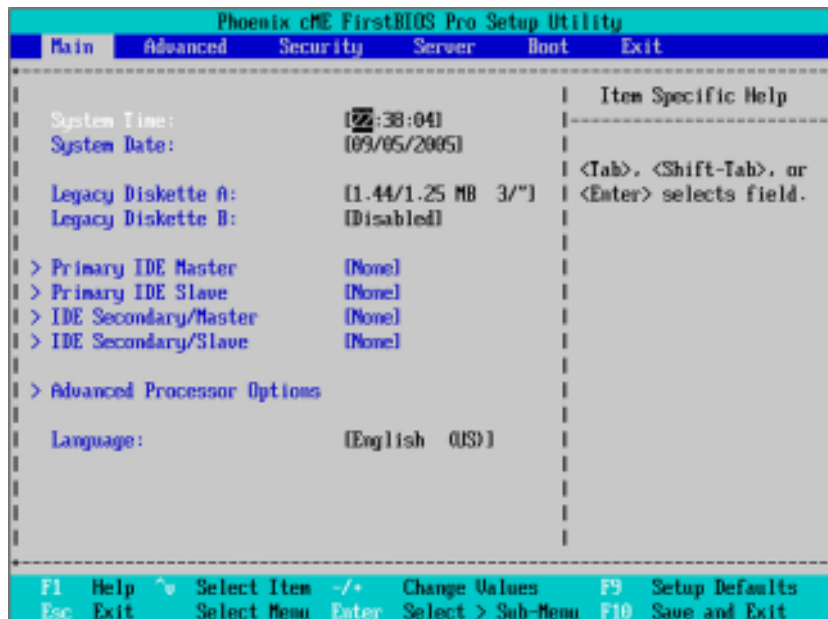 Phoenix cME FirstBIOS Pro Setup Utility
Main Advanced Security Server Boot Exit
Item Specific Help
System Time: [22:38:04]
System Date: [09/05/2005]
<Tab>, <Shift-Tab>, or
Legacy Diskette A: [1.44/1.25 MB 3/"] <Enter> selects field.
Legacy Diskette B: [Disabled]
> Primary IDE Master [None]
> Primary IDE Slave [None]
> IDE Secondary/Master [None]
> IDE Secondary/Slave [None]
> Advanced Processor Options
Language: [English (US)]
F1 Help ^v Select Item -/+ Change Values F9 Setup Defaults
Esc Exit Select Menu Enter Select > Sub-Menu F10 Save and Exit